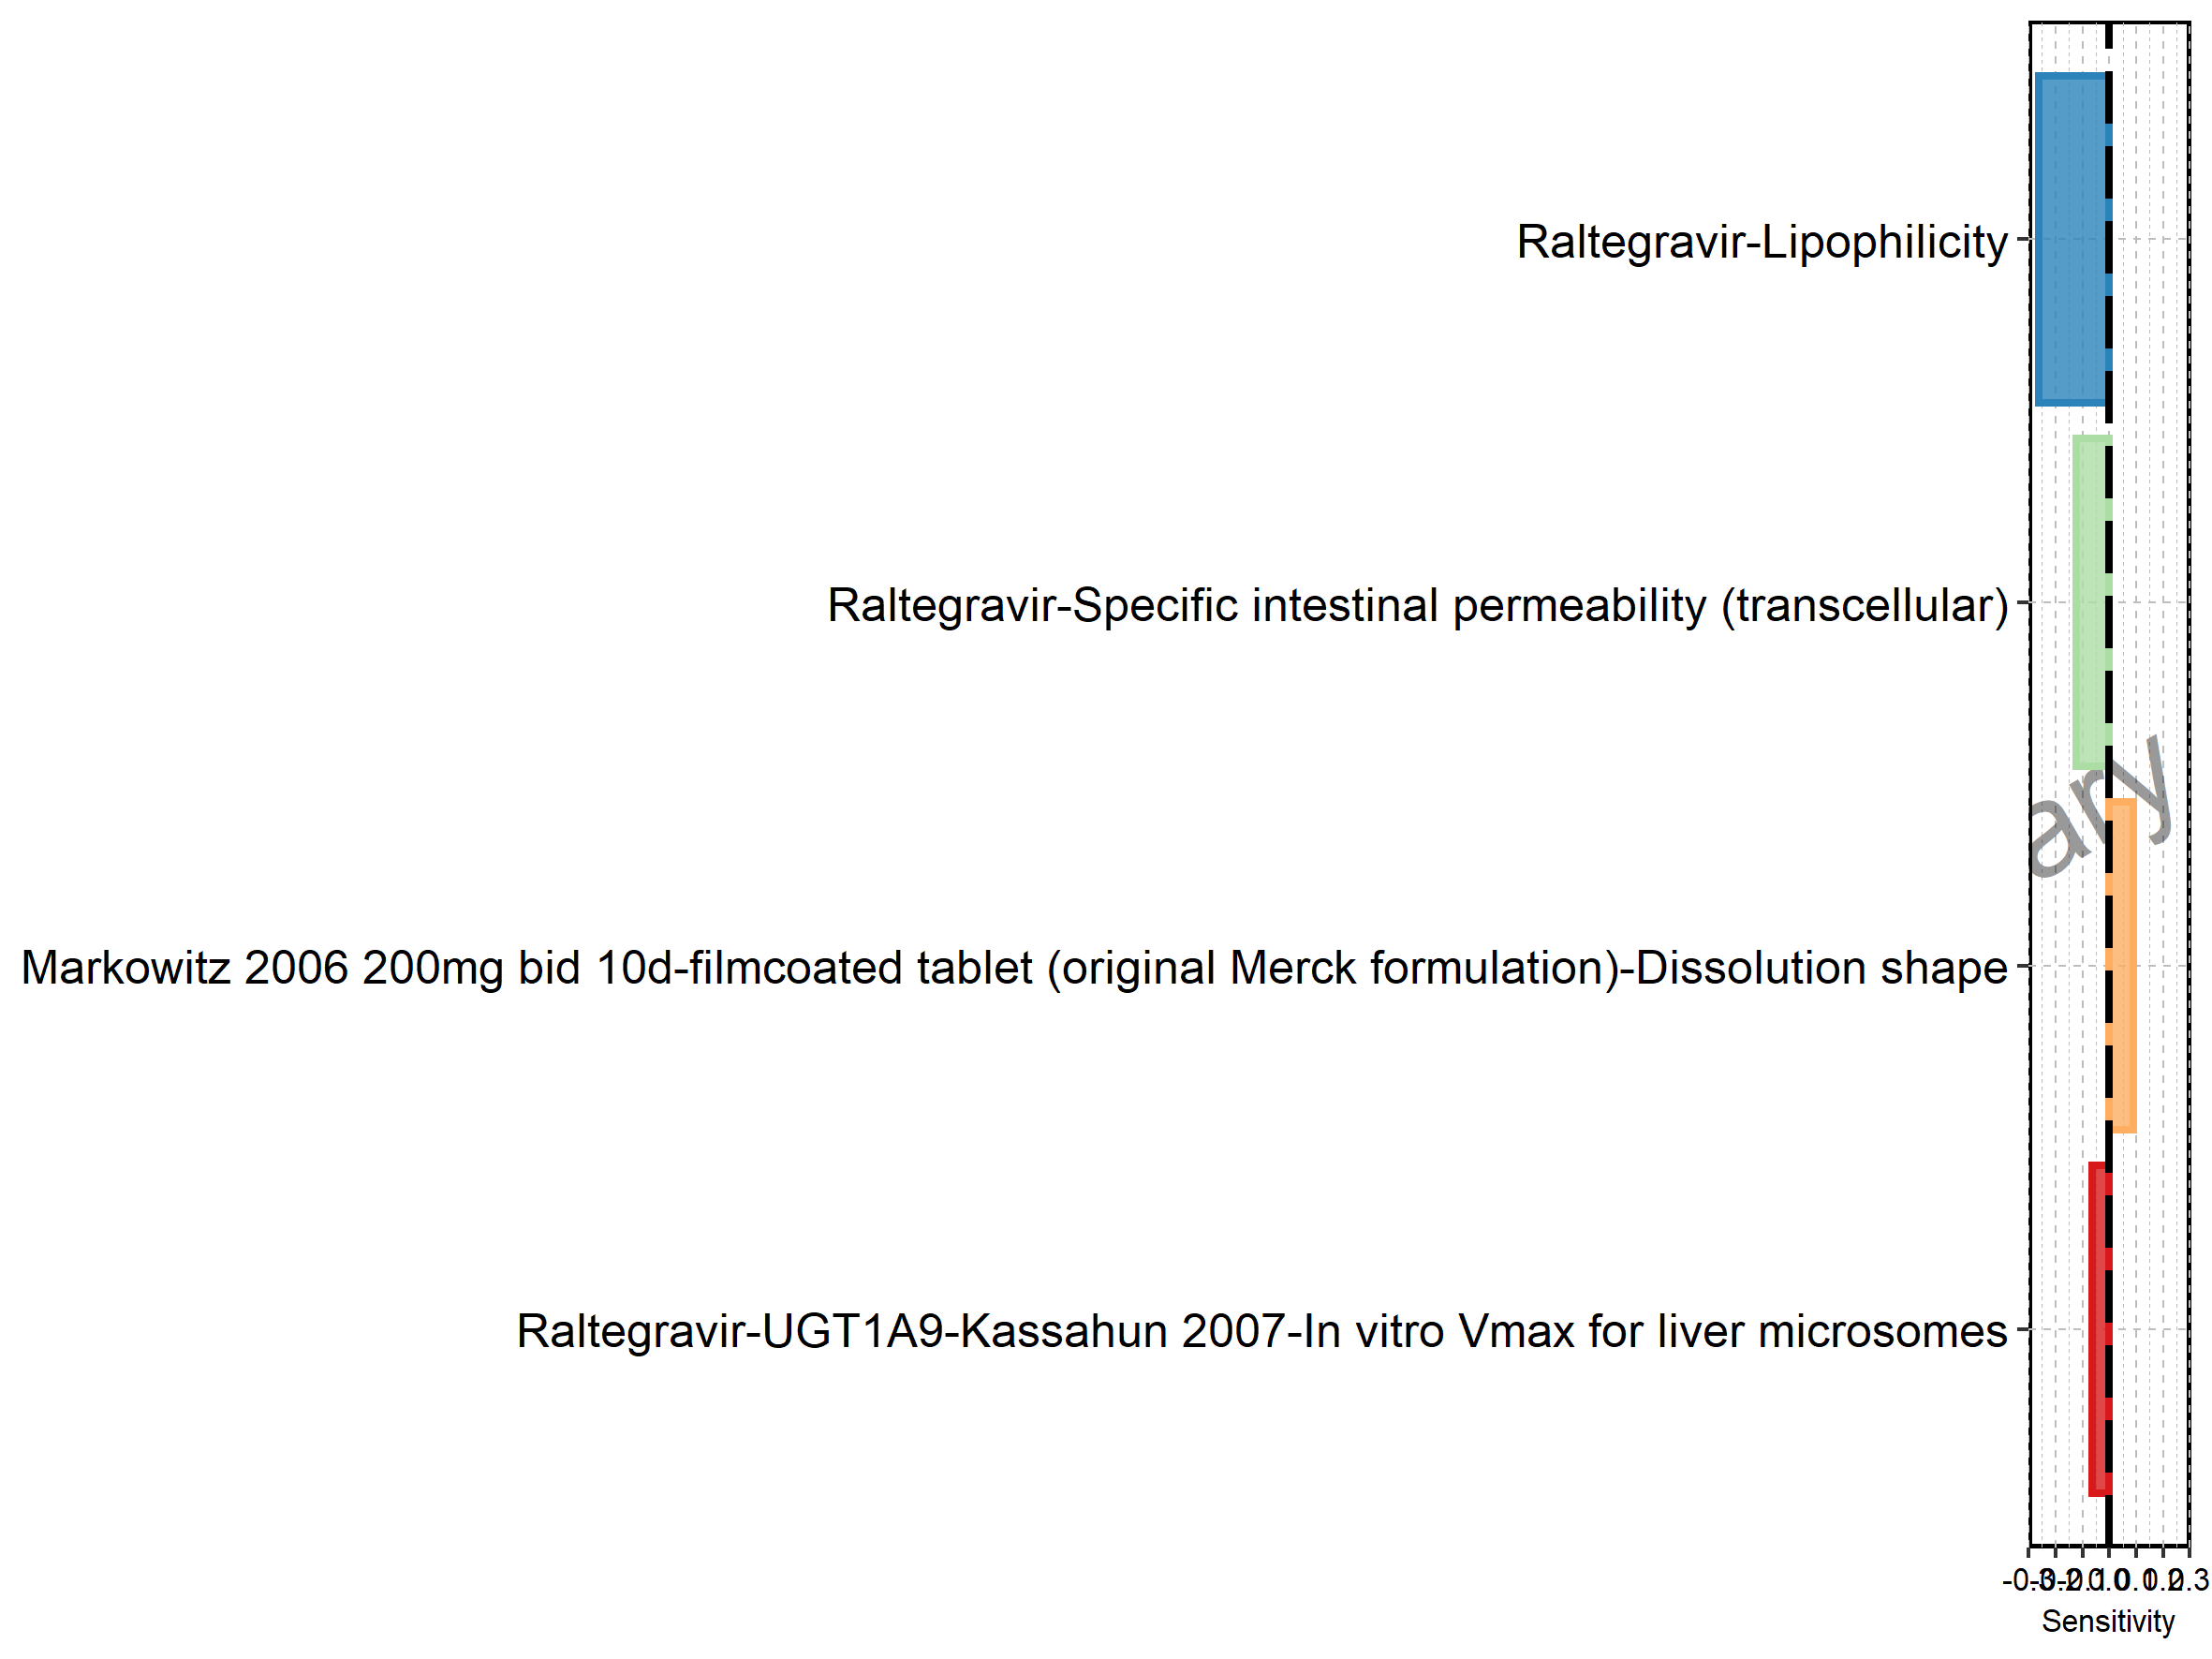 Raltegravir-Lipophilicity
Raltegravir-Specific intestinal permeability (transcellular)
ary
Markowitz 2006 200mg bid 10d-filmcoated tablet (original Merck formulation)-Dissolution shape
Raltegravir-UGT1A9-Kassahun 2007-In vitro Vmax for liver microsomes
-0.3 -0.2 -0.1 0.0 0.1 0.2 0.3
Sensitivity